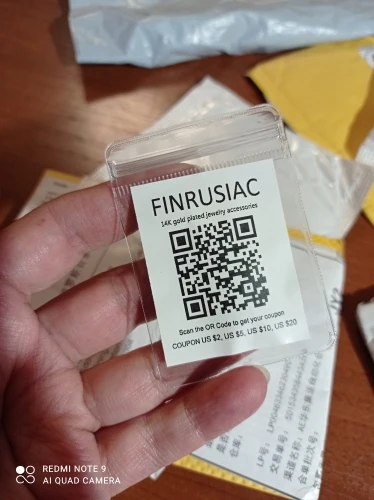 FINRUSIAC
14K gold plated jewelry accessories
Scan the QR Code to get your coupon
COUPON US $2, US $5, US $10, US $20
REDMI NOTE 9
AI QUAD CAMERA